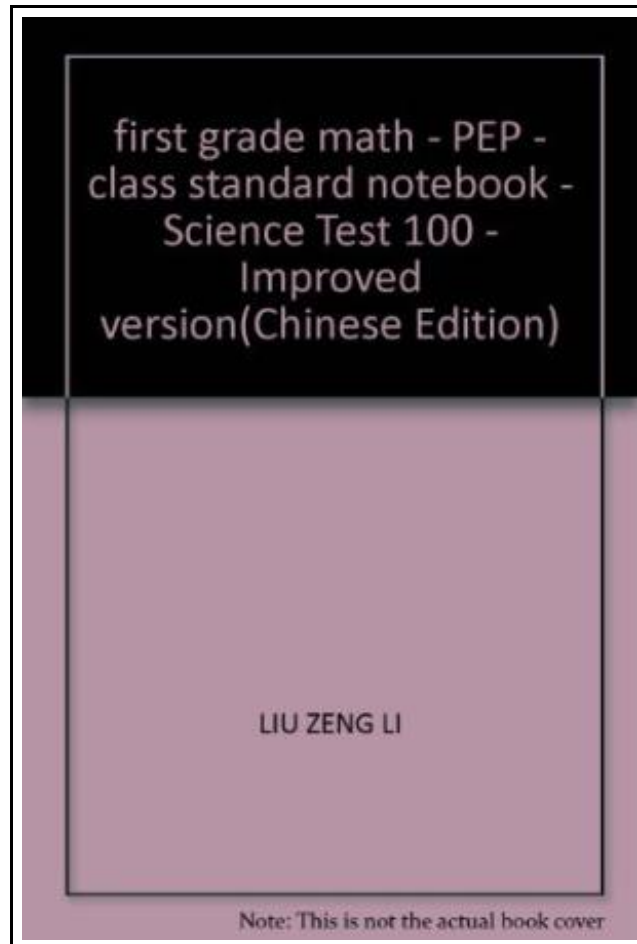 first grade math - PEP -
class standard notebook -
Science Test 100 -
Improved
version(Chinese Edition)
LIU ZENG LI
Note: This is not the actual book cover